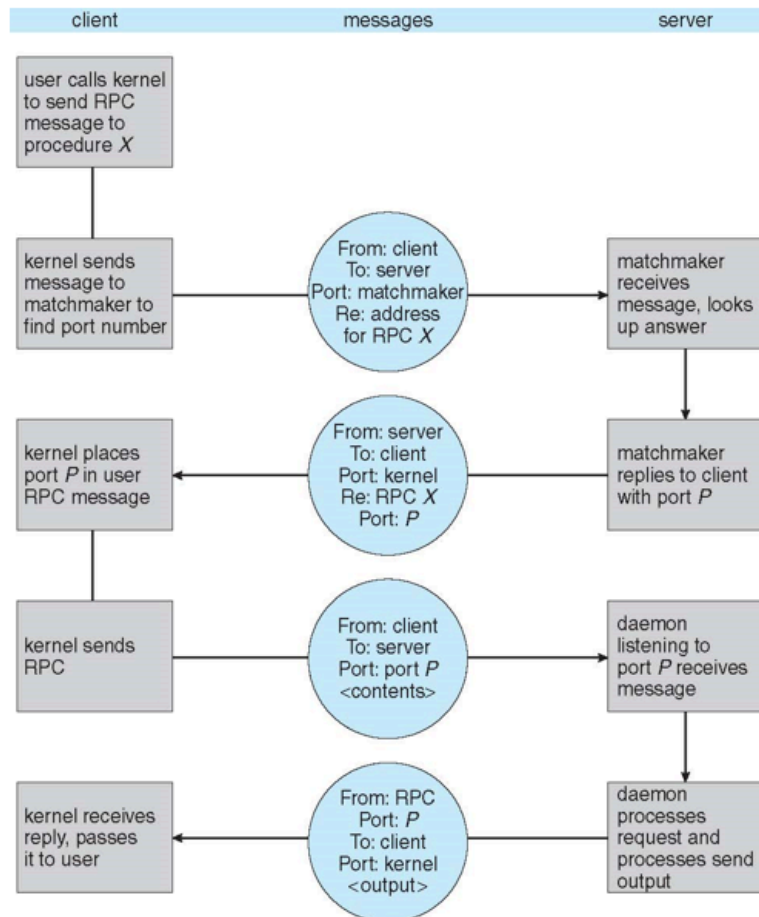 client
messages
server
user calls kernel
to send RPC
message to
procedure X
kernel sends
message to
matchmaker to
find port number
From: client
To: server
Port: matchmaker
Re: address
for RPC X
matchmaker
receives
message, looks
up answer
kernel places
port P in user
RPC message
From: server
To: client
Port: kernel
Re: RPC X
Port: P
matchmaker
replies to client
with port P
kernel sends
RPC
From: client
To: server
Port: port P
<contents>
daemon
listening to
port P receives
message
kernel receives
reply, passes
it to user
From: RPC
Port: P
To: client
Port: kernel
<output>
daemon
processes
request and
processes send
output